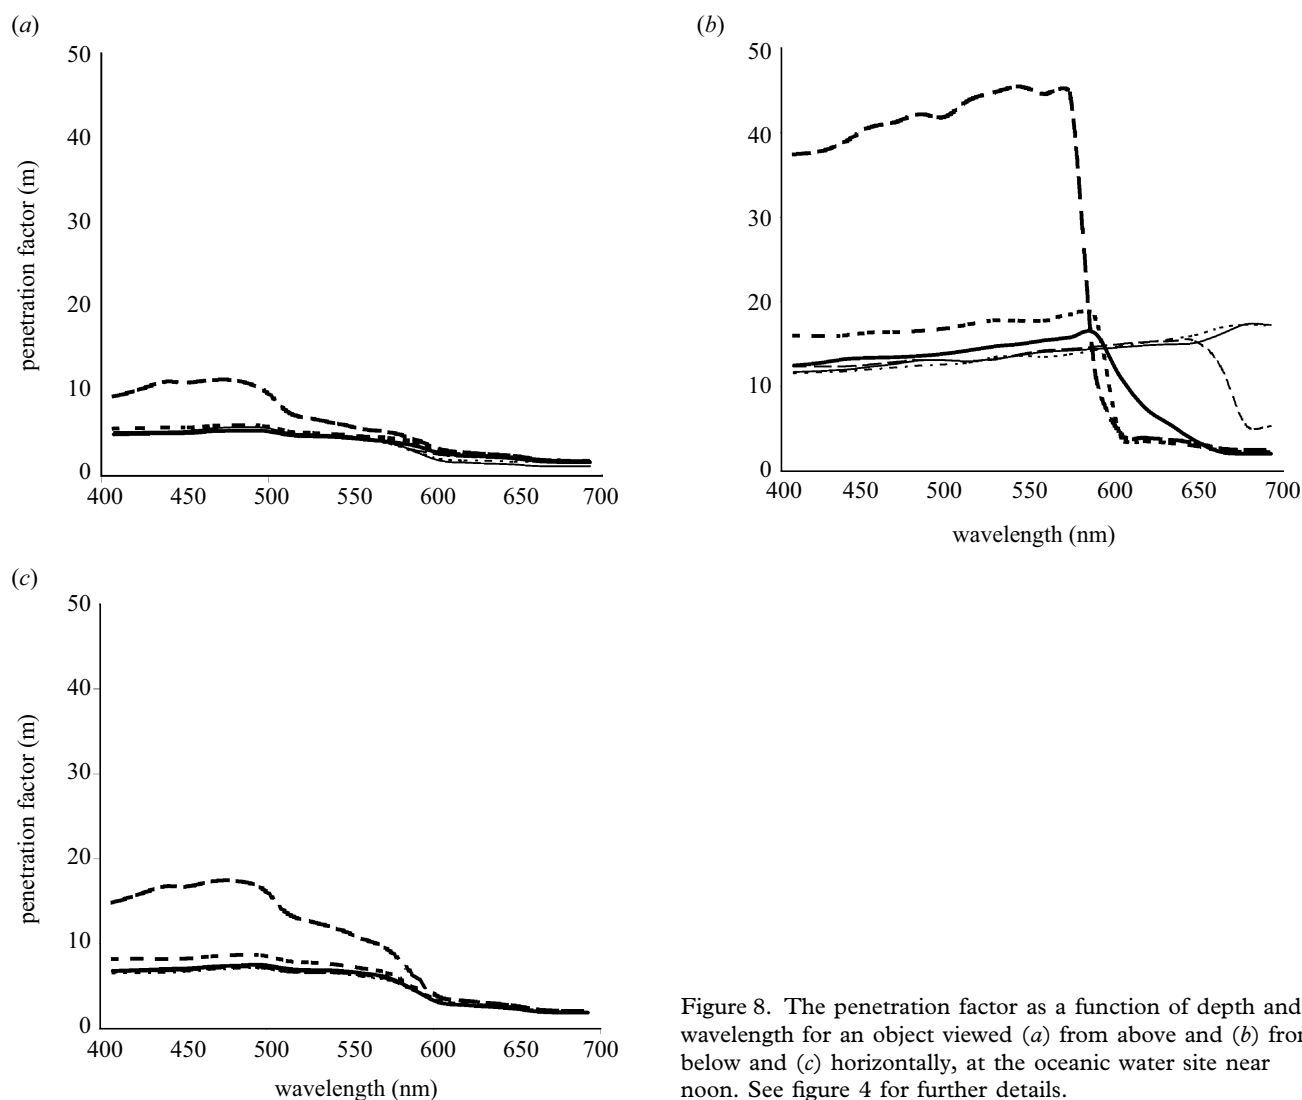 (a)
50
40
30
20
10
0
400 450 500 550 600 650 700
penetration factor (m)
(b)
50
40
30
20
10
0
400 450 500 550 600 650 700
wavelength (nm)
(c)
50
40
30
20
10
0
400 450 500 550 600 650 700
penetration factor (m)
wavelength (nm)
Figure 8. The penetration factor as a function of depth and
wavelength for an object viewed (a) from above and (b) from
below and (c) horizontally, at the oceanic water site near
noon. See figure 4 for further details.